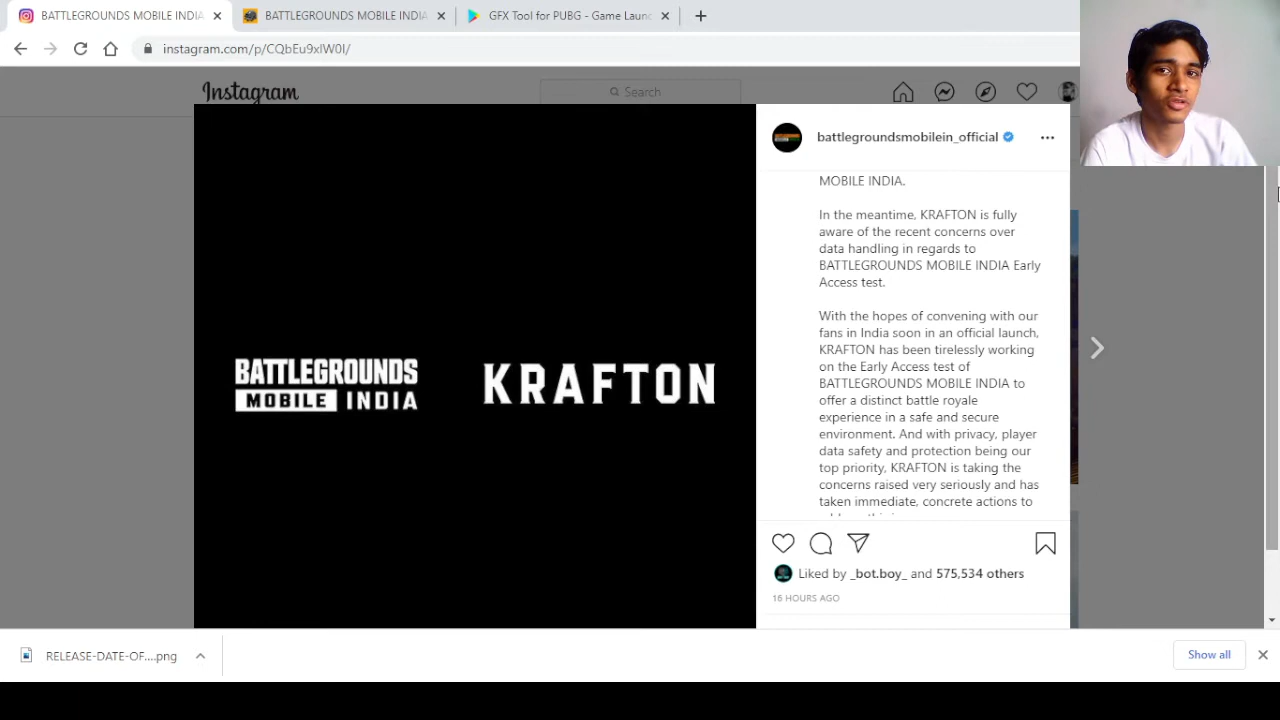 BATTLEGROUNDS MOBILE INDIA
BATTLEGROUNDS MOBILE INDIA
GFX Tool for PUBG - Game Launc
instagram.com/p/CQbEu9xlW0I/
Instagram
Search
BATTLEGROUNDS
MOBILE INDIA
KRAFTON
battlegroundsmobilein_official
MOBILE INDIA.
In the meantime, KRAFTON is fully
aware of the recent concerns over
data handling in regards to
BATTLEGROUNDS MOBILE INDIA Early
Access test.
With the hopes of convening with our
fans in India soon in an official launch,
KRAFTON has been tirelessly working
on the Early Access test of
BATTLEGROUNDS MOBILE INDIA to
offer a distinct battle royale
experience in a safe and secure
environment. And with privacy, player
data safety and protection being our
top priority, KRAFTON is taking the
concerns raised very seriously and has
taken immediate, concrete actions to
Liked by _bot.boy_ and 575,534 others
16 HOURS AGO
RELEASE-DATE-OF....png
Show all